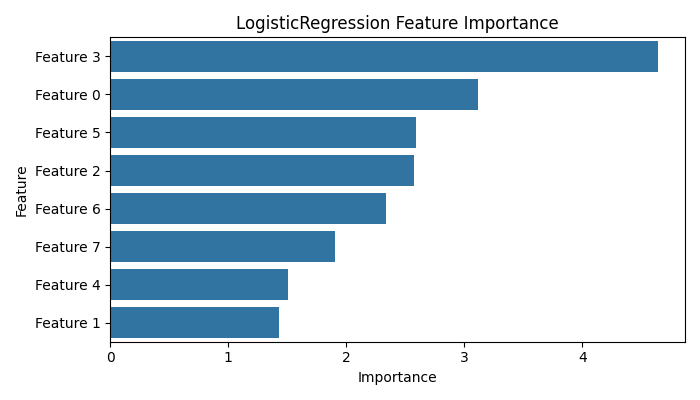 LogisticRegression Feature Importance
Feature
Feature 3
Feature 0
Feature 5
Feature 2
Feature 6
Feature 7
Feature 4
Feature 1
0 1 2 3 4
Importance